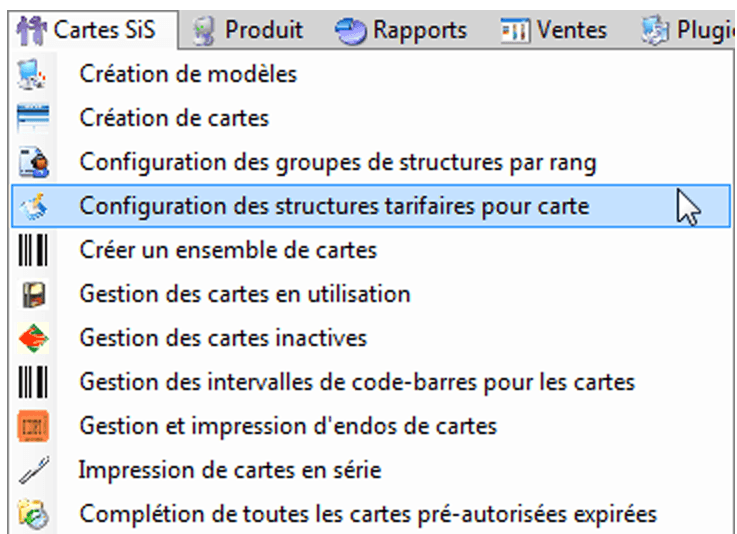 Cartes SiS Produit Rapports Ventes
Création de modèles
Création de cartes
Configuration des groupes de structures par rang
Configuration des structures tarifaires pour carte
Créer un ensemble de cartes
Gestion des cartes en utilisation
Gestion des cartes inactives
Gestion des intervalles de code-barres pour les cartes
Gestion et impression d'endos de cartes
Impression de cartes en série
Complétion de toutes les cartes pré-autorisées expirées